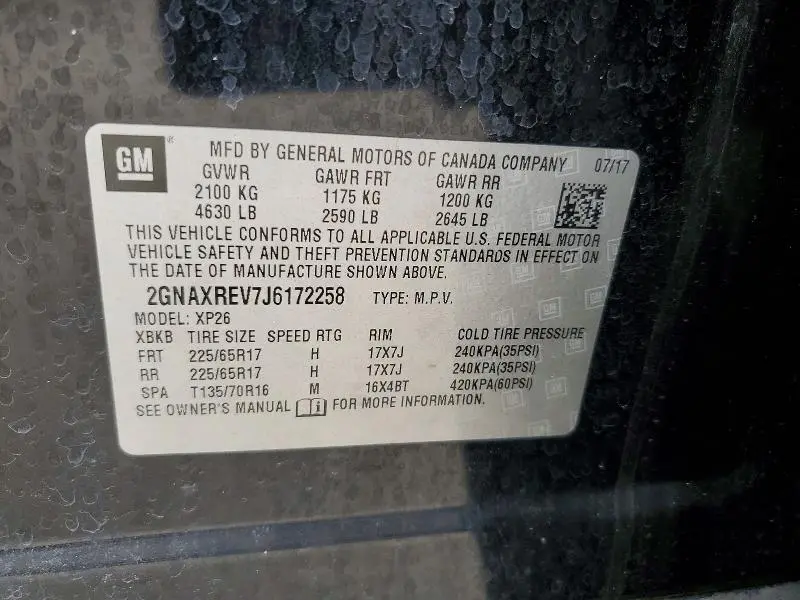 GM ® MFD BY GENERAL MOTORS OF CANADA COMPANY 07/17
GVWR GAWR FRT GAWR RR
2100 KG 1175 KG 1200 KG
4630 LB 2590 LB 2645 LB
THIS VEHICLE CONFORMS TO ALL APPLICABLE U.S. FEDERAL MOTOR
VEHICLE SAFETY AND THEFT PREVENTION STANDARDS IN EFFECT ON
THE DATE OF MANUFACTURE SHOWN ABOVE.
2GNAXREV7J6172258 TYPE: M.P.V.
MODEL: XP26
XBKB TIRE SIZE SPEED RTG RIM COLD TIRE PRESSURE
FRT 225/65R17 H 17X7J 240KPA(35PSI)
RR 225/65R17 H 17X7J 240KPA(35PSI)
SPA T135/70R16 M 16X4BT 420KPA(60PSI)
SEE OWNER'S MANUAL i FOR MORE INFORMATION.